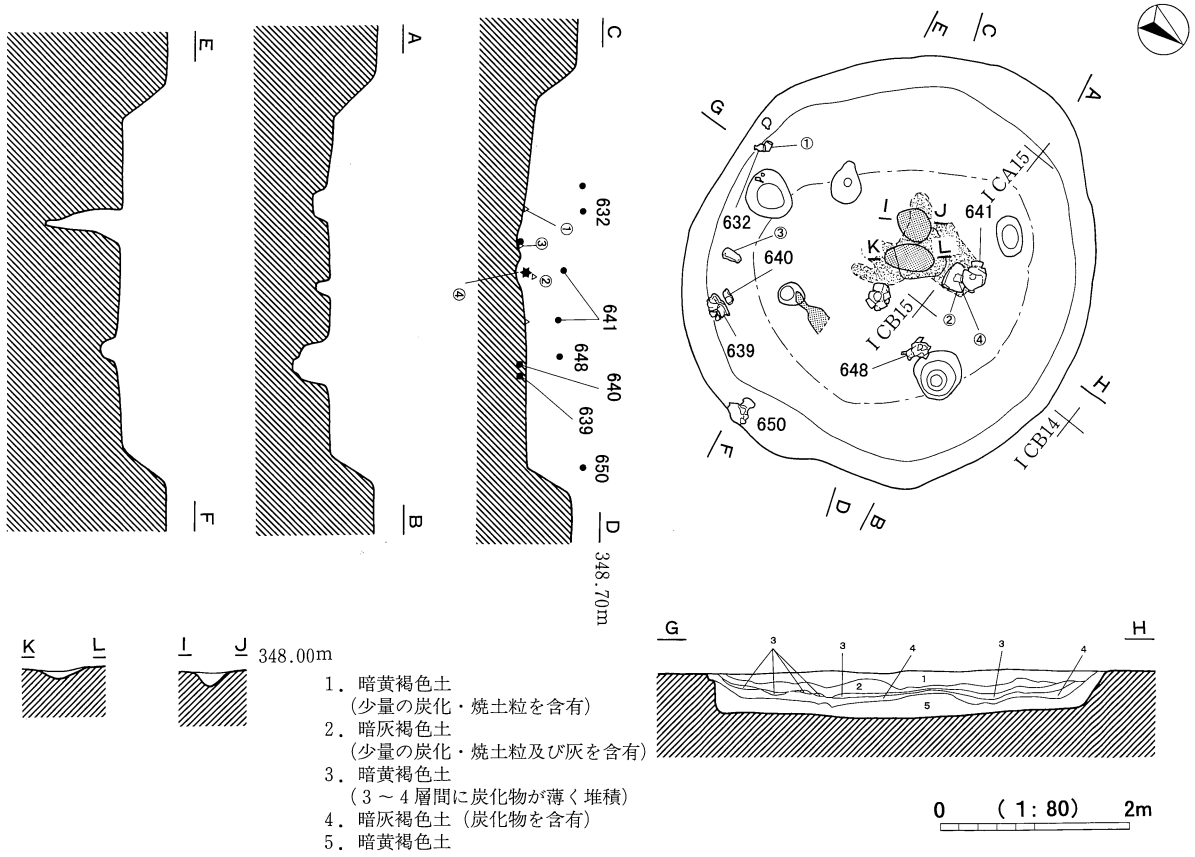 E
F
A
B
C
D
348.70m
632
①
③
②
④
641
648
640
639
650
E
C
A
G
H
F
D
B
ICA15
ICB15
ICB14
①
632
③
640
639
I
J
K
L
641
②
④
648
650
K
L
I
J
348.00m
1. 暗黄褐色土
(少量の炭化・焼土粒を含有)
2. 暗灰褐色土
(少量の炭化・焼土粒及び灰を含有)
3. 暗黄褐色土
(3～4層間に炭化物が薄く堆積)
4. 暗灰褐色土 (炭化物を含有)
5. 暗黄褐色土
G
H
3
3
4
3
4
1
2
5
0 (1:80) 2m